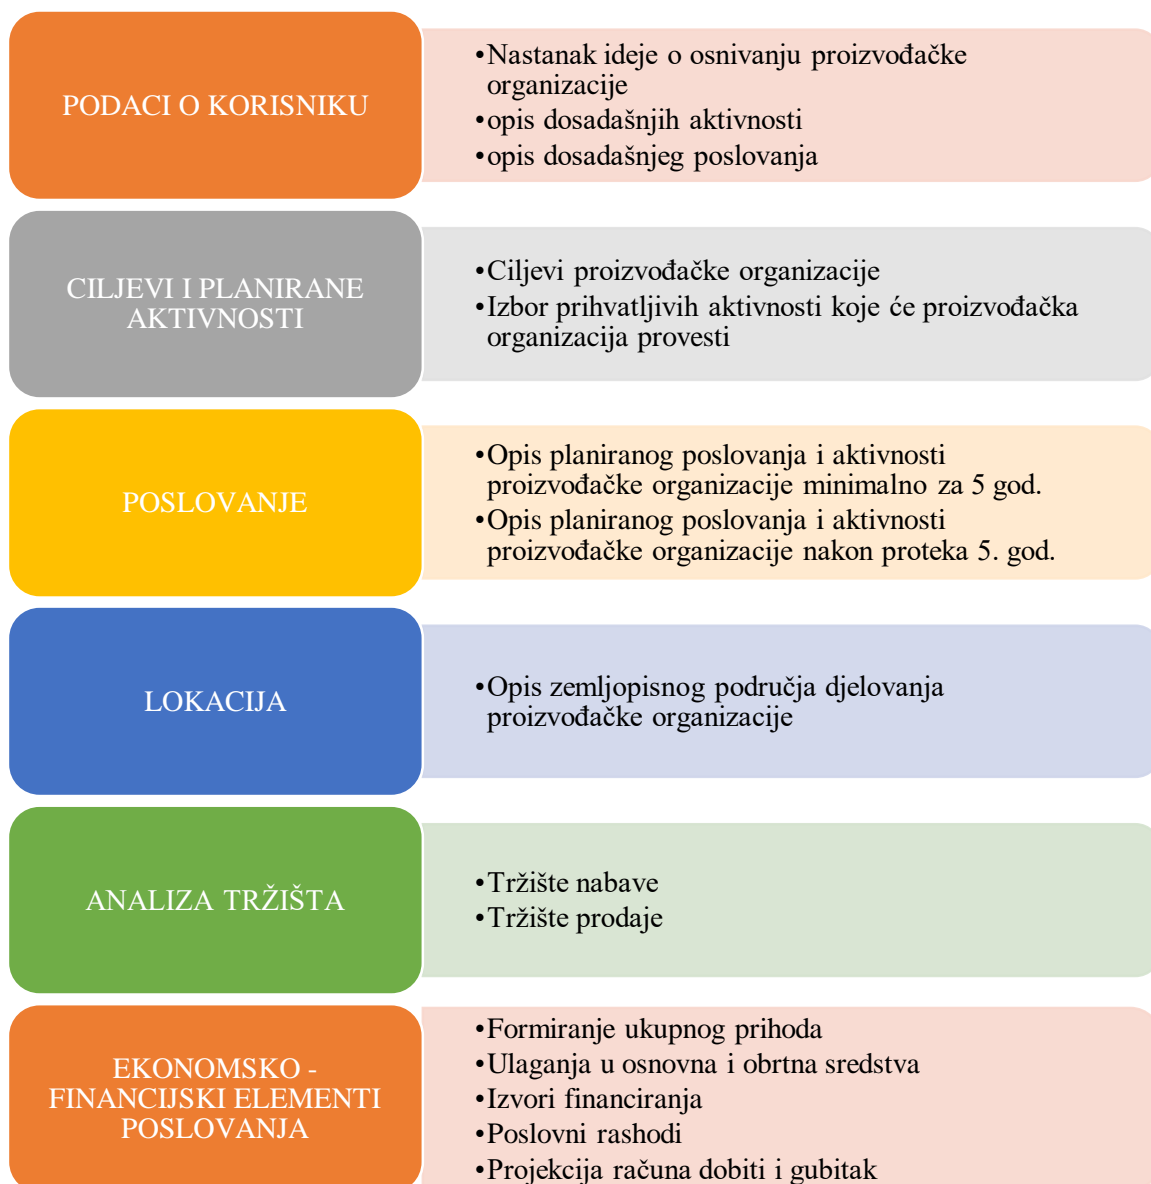 PODACI O KORISNIKU
•Nastanak ideje o osnivanju proizvođačke
organizacije
•opis dosadašnjih aktivnosti
•opis dosadašnjeg poslovanja
CILJEVI I PLANIRANE
AKTIVNOSTI
•Ciljevi proizvođačke organizacije
•Izbor prihvatljivih aktivnosti koje će proizvođačka
organizacija provesti
POSLOVANJE
•Opis planiranog poslovanja i aktivnosti
proizvođačke organizacije minimalno za 5 god.
•Opis planiranog poslovanja i aktivnosti
proizvođačke organizacije nakon proteka 5. god.
LOKACIJA
•Opis zemljopisnog područja djelovanja
proizvođačke organizacije
ANALIZA TRŽIŠTA
•Tržište nabave
•Tržište prodaje
EKONOMSKO -
FINANCIJSKI ELEMENTI
POSLOVANJA
•Formiranje ukupnog prihoda
•Ulaganja u osnovna i obrtna sredstva
•Izvori financiranja
•Poslovni rashodi
•Projekcija računa dobiti i gubitak